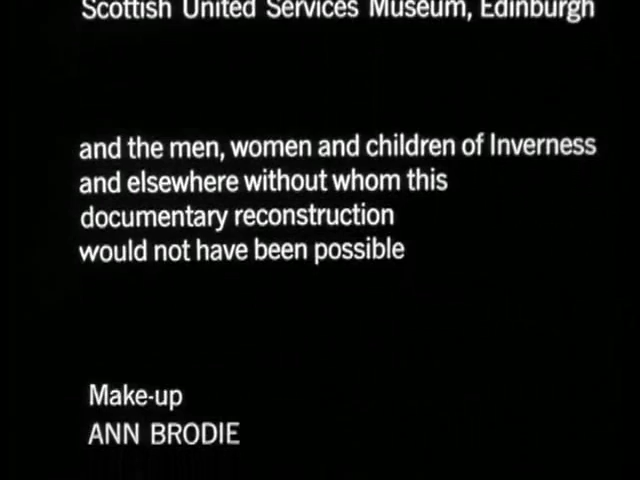 Scottish United Services Museum, Edinburgh
and the men, women and children of Inverness
and elsewhere without whom this
documentary reconstruction
would not have been possible
Make-up
ANN BRODIE